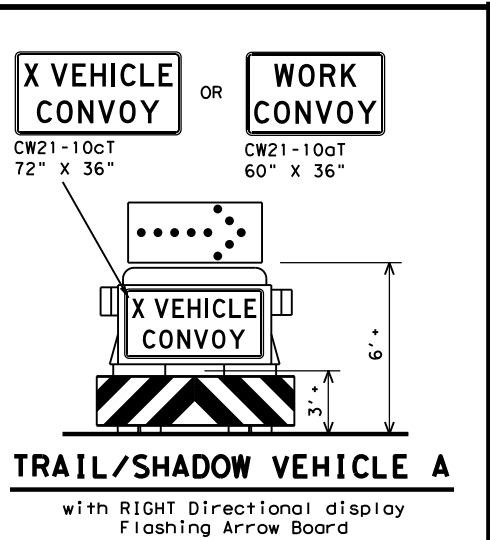 X VEHICLE
CONVOY
OR
WORK
CONVOY
CW21-10cT
72" X 36"
CW21-10aT
60" X 36"
X VEHICLE
CONVOY
6' +
3' +
TRAIL/SHADOW VEHICLE A
with RIGHT Directional display
Flashing Arrow Board